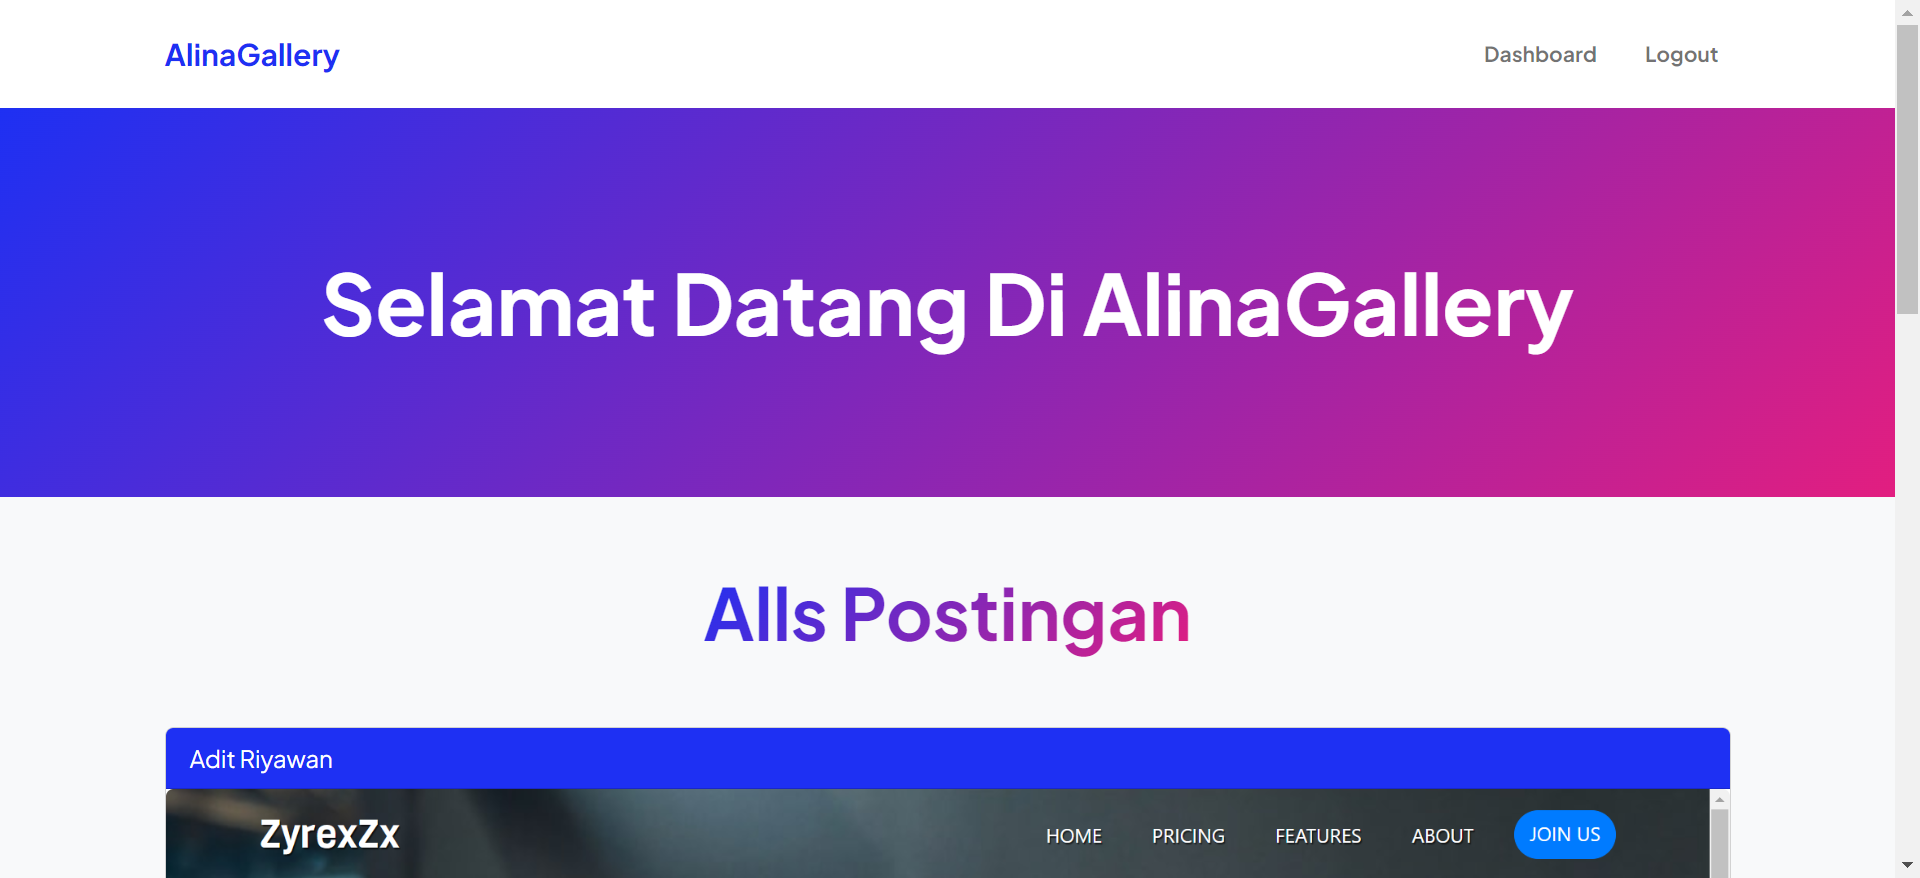 AlinaGallery
Dashboard Logout
Selamat Datang Di AlinaGallery
Alls Postingan
Adit Riyawan
ZyrexZx
HOME PRICING FEATURES ABOUT JOIN US